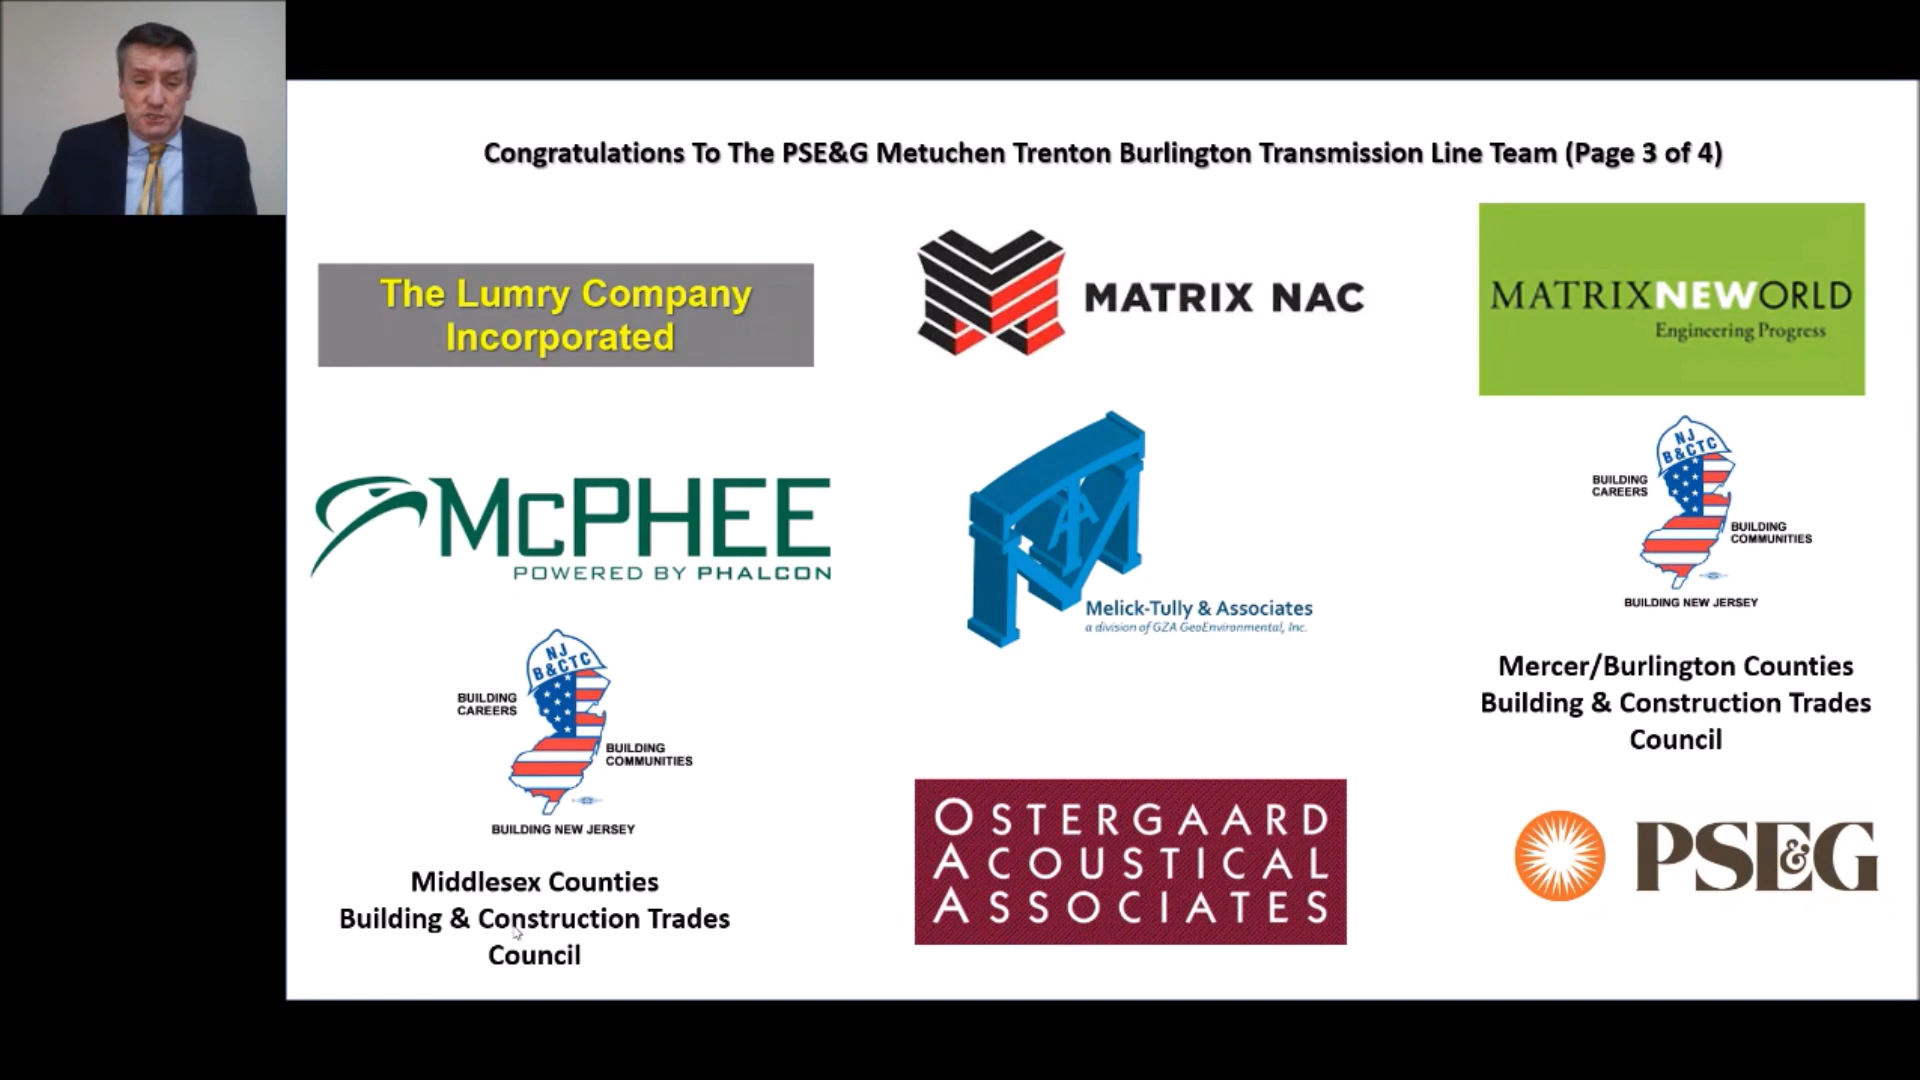 Congratulations To The PSE&G Metuchen Trenton Burlington Transmission Line Team (Page 3 of 4)
The Lumry Company
Incorporated
MATRIX NAC
MATRIXNEWORLD
Engineering Progress
McPHEE
POWERED BY PHALCON
Melick-Tully & Associates
a division of GZA GeoEnvironmental, Inc.
NJ
B&CTC
BUILDING
CAREERS
BUILDING
COMMUNITIES
BUILDING NEW JERSEY
Mercer/Burlington Counties
Building & Construction Trades
Council
NJ
B&CTC
BUILDING
CAREERS
BUILDING
COMMUNITIES
BUILDING NEW JERSEY
Middlesex Counties
Building & Construction Trades
Council
OSTERGAARD
ACOUSTICAL
ASSOCIATES
PSE&G